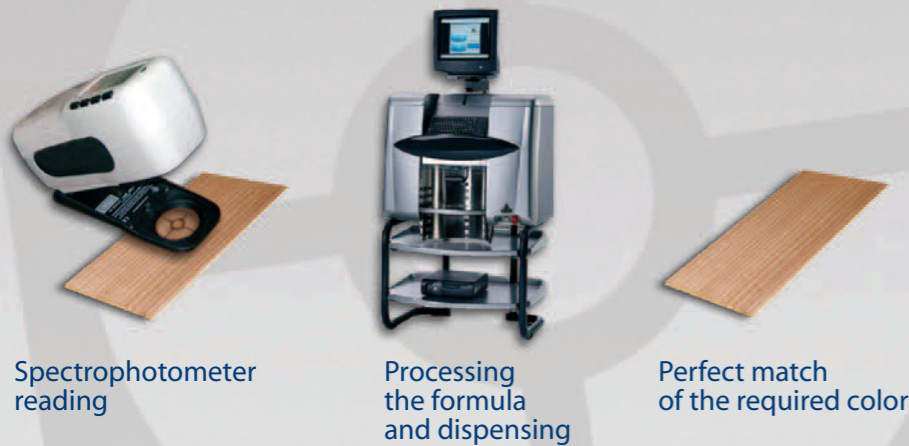 Spectrophotometer
reading
Processing
the formula
and dispensing
Perfect match
of the required color